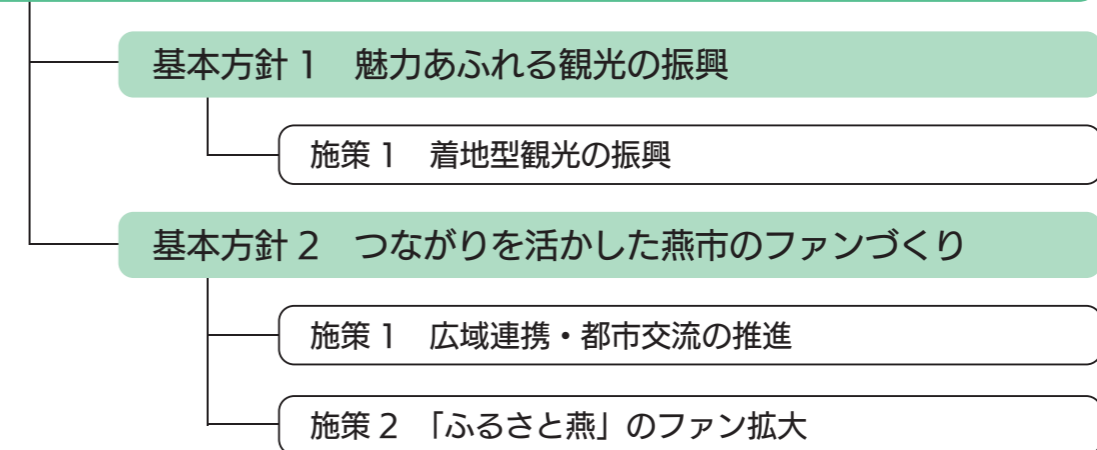 基本方針 1　魅力あふれる観光の振興
施策 1　着地型観光の振興
基本方針 2　つながりを活かした燕市のファンづくり
施策 1　広域連携・都市交流の推進
施策 2　「ふるさと燕」のファン拡大